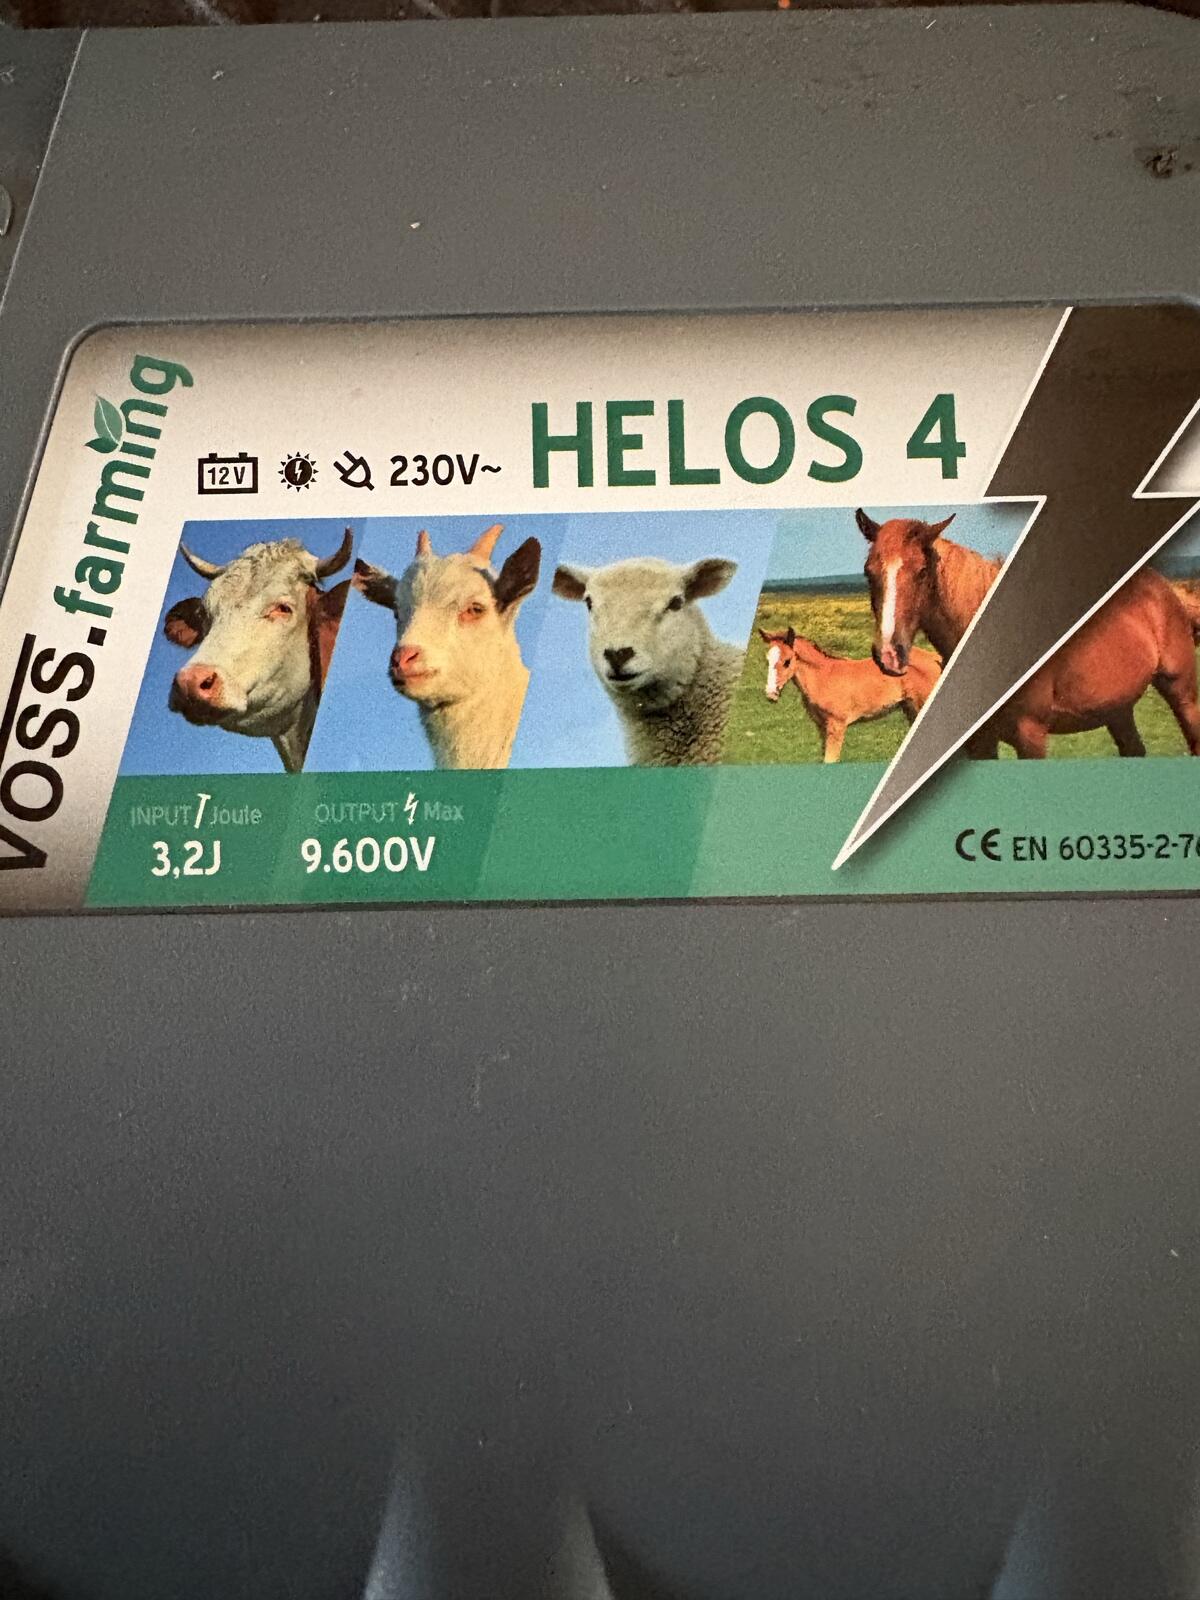 VOSS.farming
12V 230V~ HELOS 4
INPUT Joule OUTPUT Max
3,2J 9.600V
CE EN 60335-2-76